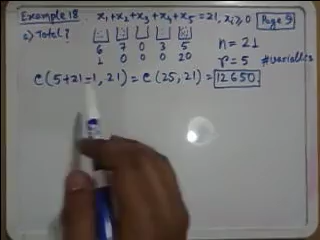 Example 18. x₁+x₂+x₃+x₄+x₅=21, xᵢ≥0 Page 9
a) Total?
6 7 0 3 5 n=21
1 0 0 0 20 r=5 #variables
C(5+21-1, 21) = C(25, 21) = 12650